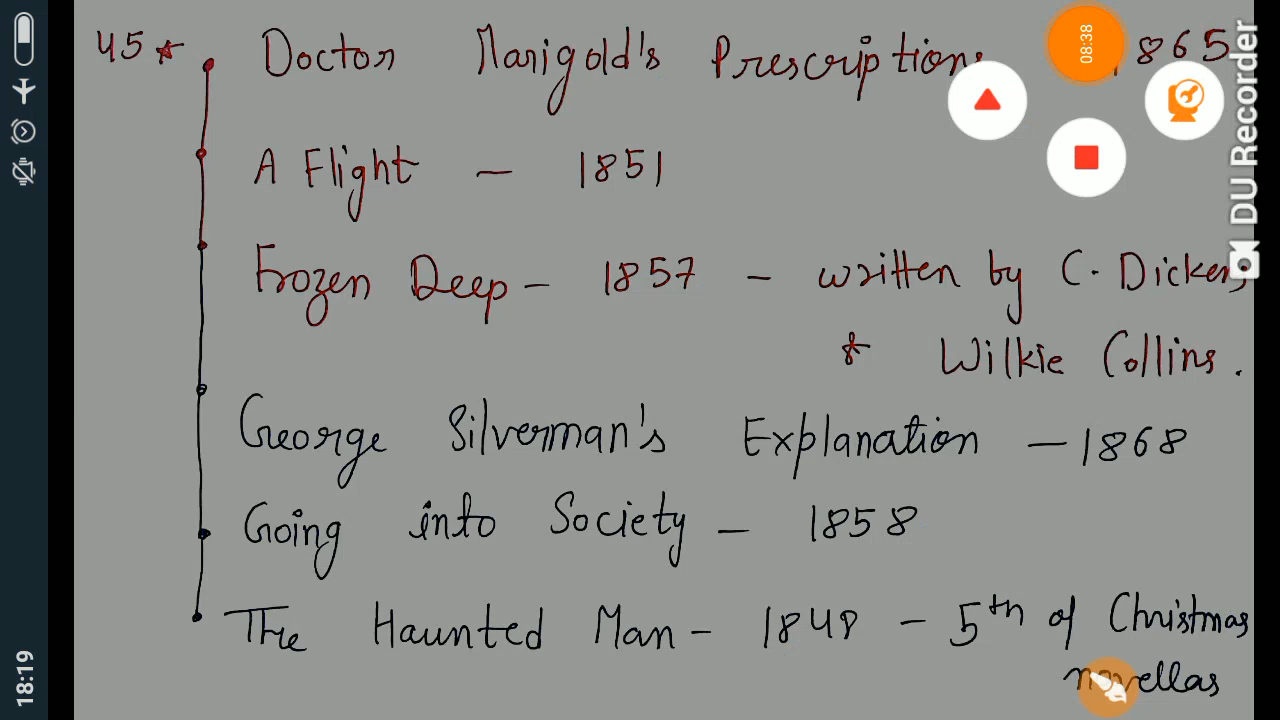 45 * Doctor Marigold's Prescriptions 1865
08:38
A Flight - 1851
Frozen Deep - 1857 - written by C. Dickens
& Wilkie Collins.
George Silverman's Explanation - 1868
Going into Society - 1858
The Haunted Man - 1848 - 5th of Christmas
novellas
DU Recorder
18:19